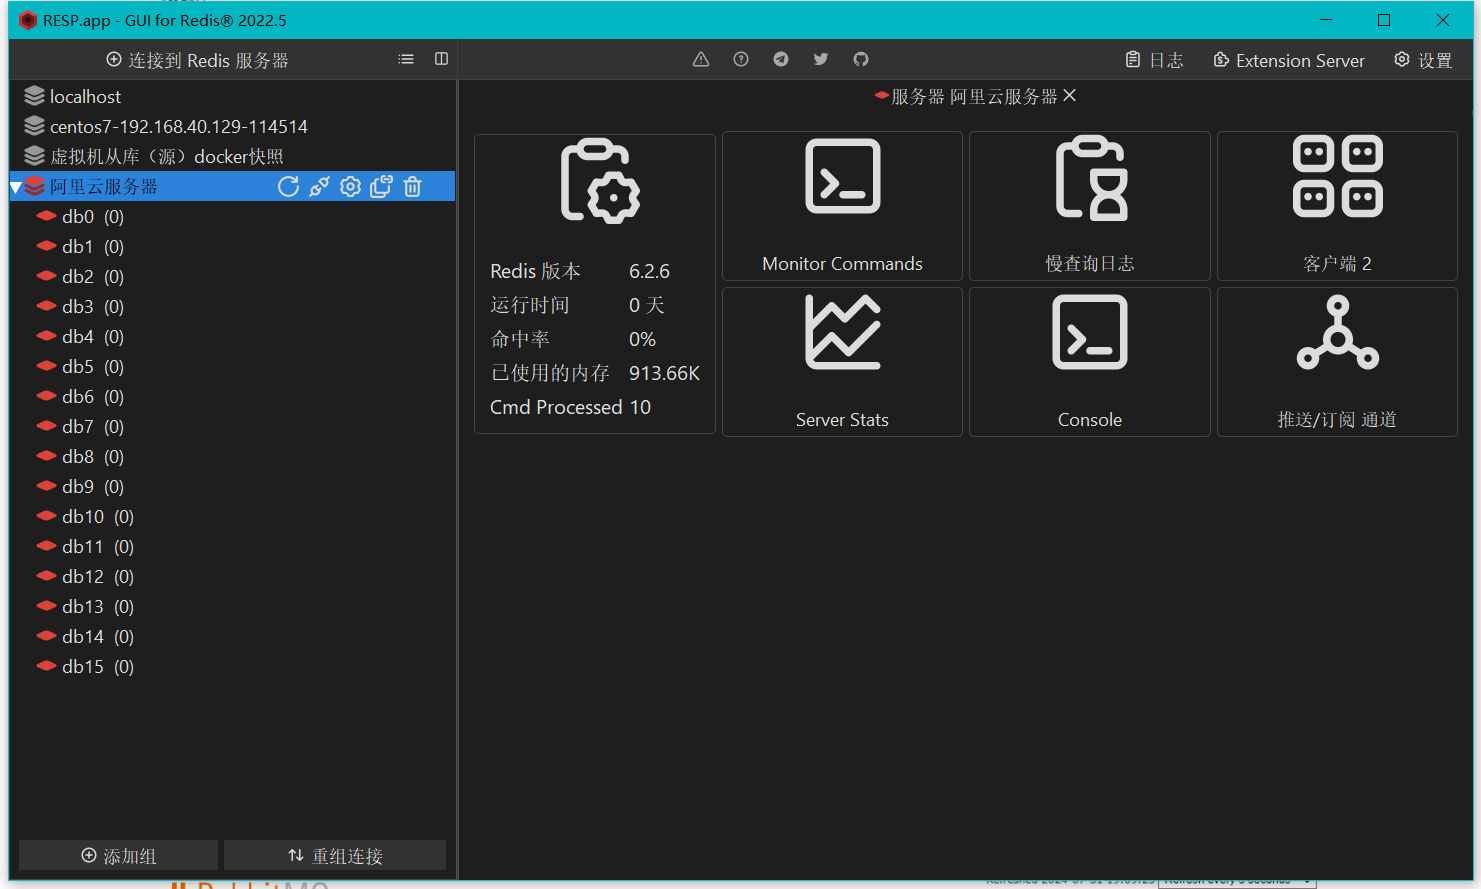 RESP.app - GUI for Redis® 2022.5
连接到 Redis 服务器
日志
Extension Server
设置
localhost
centos7-192.168.40.129-114514
虚拟机从库（源）docker快照
阿里云服务器
db0 (0)
db1 (0)
db2 (0)
db3 (0)
db4 (0)
db5 (0)
db6 (0)
db7 (0)
db8 (0)
db9 (0)
db10 (0)
db11 (0)
db12 (0)
db13 (0)
db14 (0)
db15 (0)
添加组
重组连接
服务器 阿里云服务器
Redis 版本 6.2.6
运行时间 0 天
命中率 0%
已使用的内存 913.66K
Cmd Processed 10
Monitor Commands
慢查询日志
客户端 2
Server Stats
Console
推送/订阅 通道